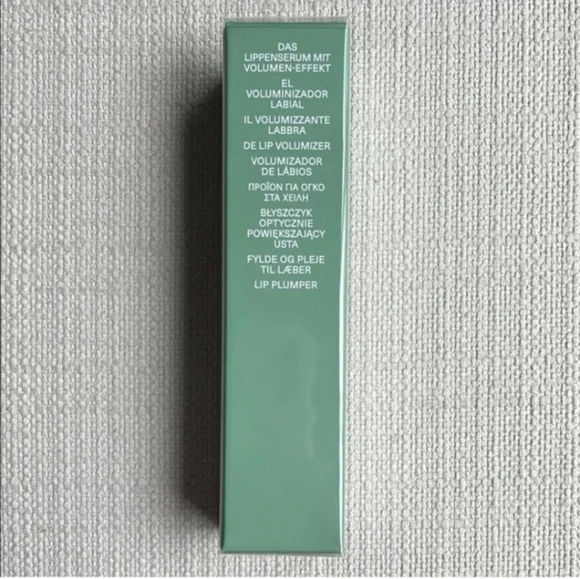 DAS
LIPPENSERUM MIT
VOLUMEN-EFFEKT
EL
VOLUMINIZADOR
LABIAL
IL VOLUMIZZANTE
LABBRA
DE LIP VOLUMIZER
VOLUMIZADOR
DE LÁBIOS
ΠΡΟΪΟΝ ΓΙΑ ΟΓΚΟ
ΣΤΑ ΧΕΙΛΗ
BŁYSZCZYK
OPTYCZNIE
POWIĘKSZAJĄCY
USTA
FYLDE OG PLEJE
TIL LÆBER
LIP PLUMPER